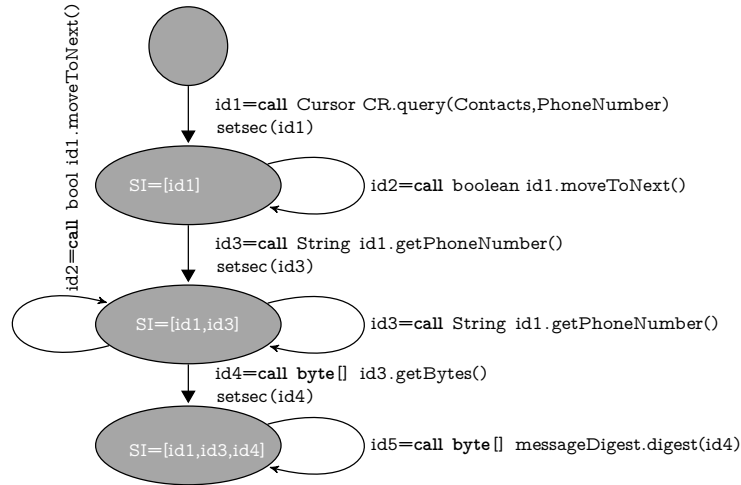 id1=call Cursor CR.query(Contacts,PhoneNumber)
setsec(id1)
id2=call bool id1.moveToNext()
SI=[id1]
id2=call boolean id1.moveToNext()
id3=call String id1.getPhoneNumber()
setsec(id3)
SI=[id1,id3]
id3=call String id1.getPhoneNumber()
id4=call byte[] id3.getBytes()
setsec(id4)
SI=[id1,id3,id4]
id5=call byte[] messageDigest.digest(id4)